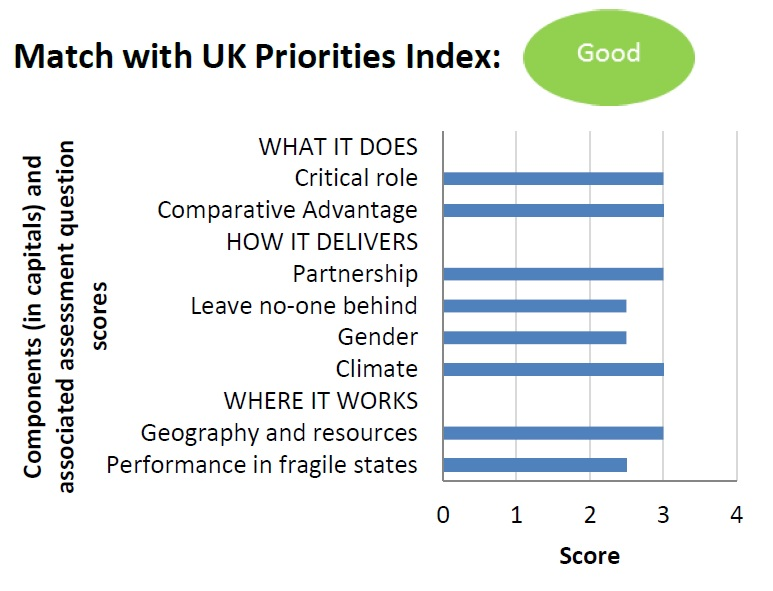 Match with UK Priorities Index:
Good
Components (in capitals) and
associated assessment question
scores
WHAT IT DOES
Critical role
Comparative Advantage
HOW IT DELIVERS
Partnership
Leave no-one behind
Gender
Climate
WHERE IT WORKS
Geography and resources
Performance in fragile states
0 1 2 3 4
Score